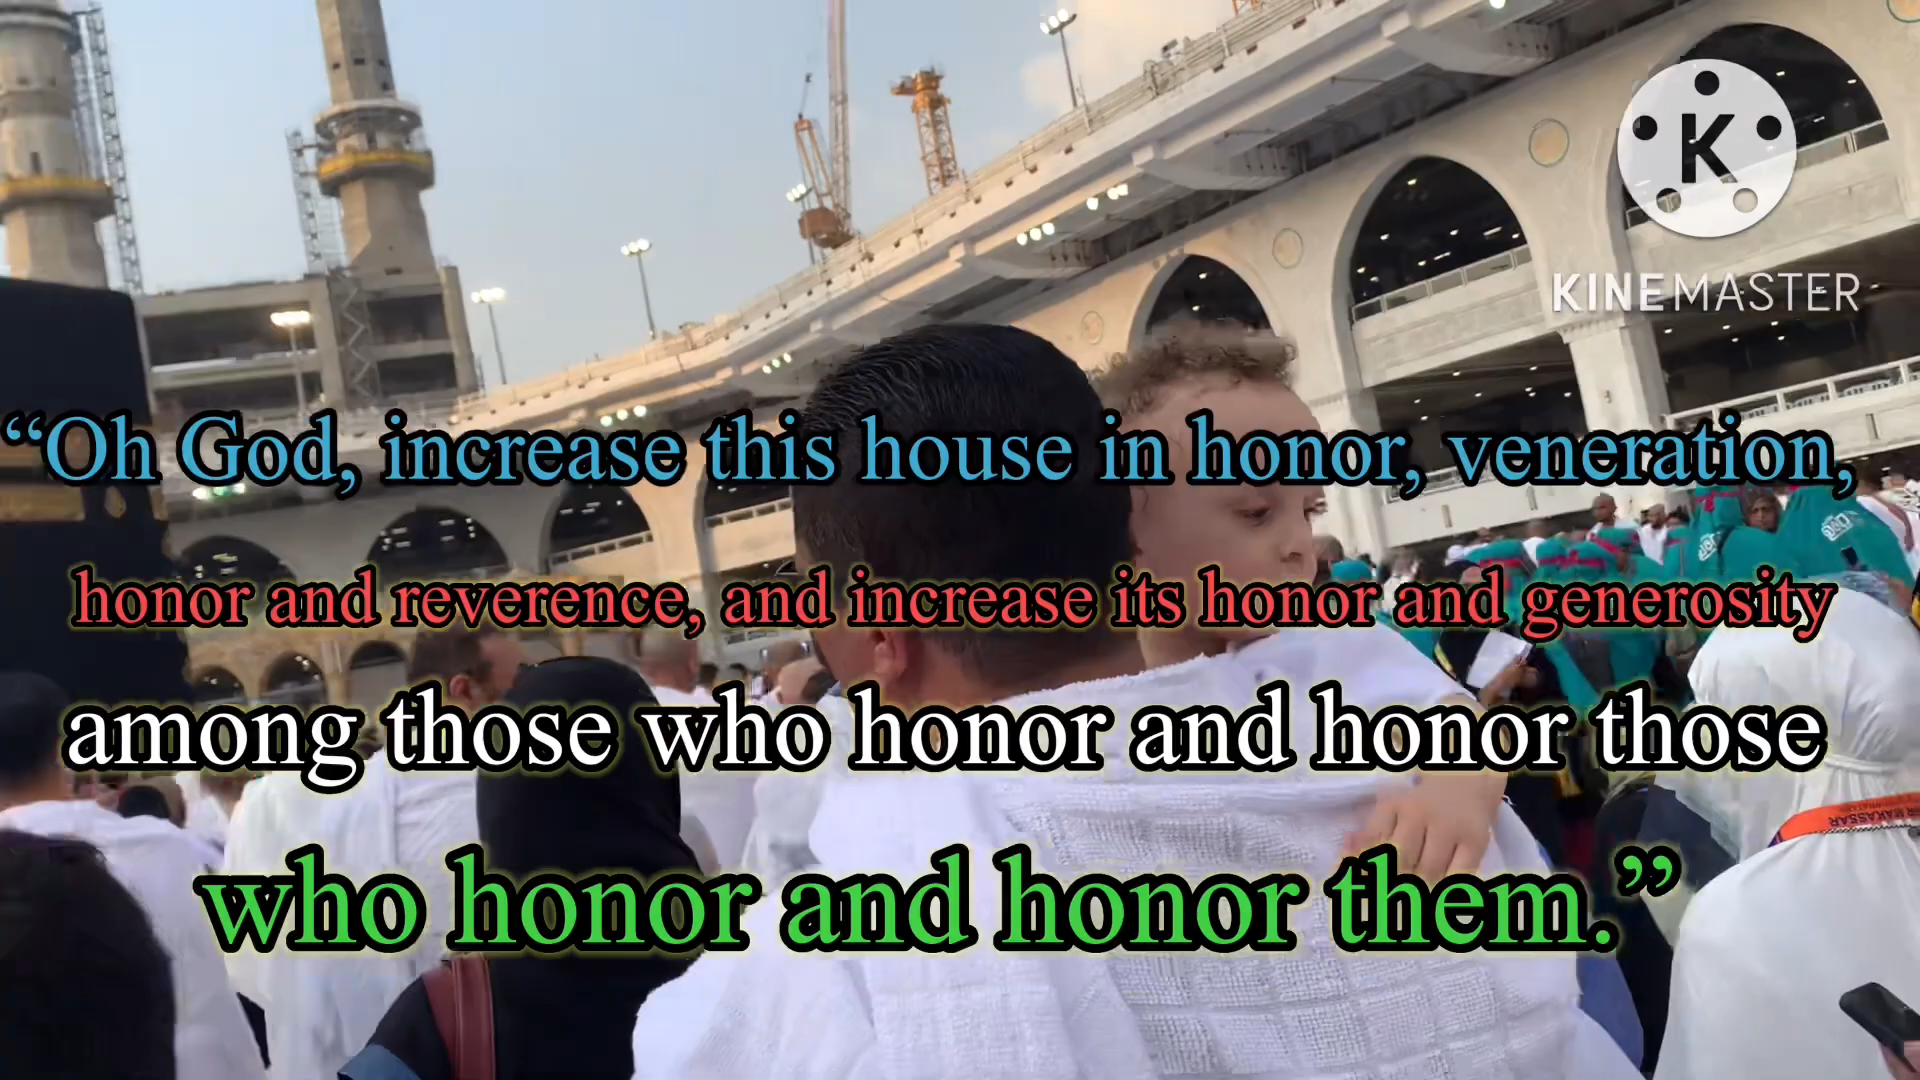 K
KINEMASTER
“Oh God, increase this house in honor, veneration,
honor and reverence, and increase its honor and generosity
among those who honor and honor those
who honor and honor them.”
MAKASSAR